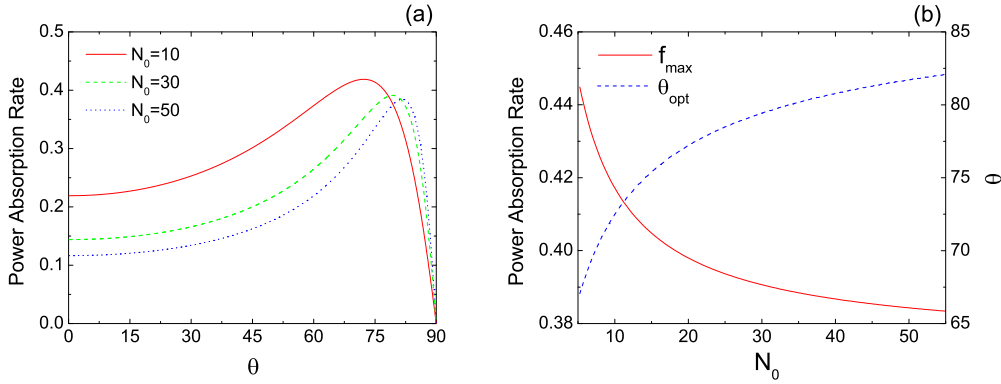 (a)
0.5
0.4
0.3
0.2
0.1
0.0
Power Absorption Rate
N₀=10
N₀=30
N₀=50
0 15 30 45 60 75 90
θ
(b)
0.46
0.44
0.42
0.40
0.38
Power Absorption Rate
f_max
θ_opt
85
80
75
70
65
θ
10 20 30 40 50
N₀